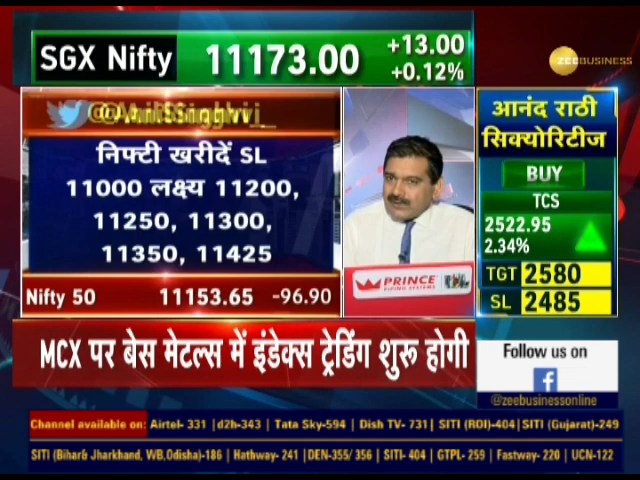 SGX Nifty 11173.00 +13.00
+0.12%
ZEE BUSINESS
निफ्टी खरीदें SL
11000 लक्ष्य 11200,
11250, 11300,
11350, 11425
Nifty 50 11153.65 -96.90
PRINCE
PIPING SYSTEMS
आनंद राठी
सिक्योरिटीज
BUY
TCS
2522.95
2.34%
TGT 2580
SL 2485
MCX पर बेस मेटल्स में इंडेक्स ट्रेडिंग शुरू होगी
Follow us on
@zeebusinessonline
Channel available on: Airtel- 331 |d2h-343 | Tata Sky-594 | Dish TV- 731| SITI (ROI)-404|SITI (Gujarat)-249
SITI (Bihar& Jharkhand, WB,Odisha)-186 | Hathway- 241 |DEN-355/ 356 | SITI- 404 | GTPL- 259 | Fastway- 220 | UCN-122